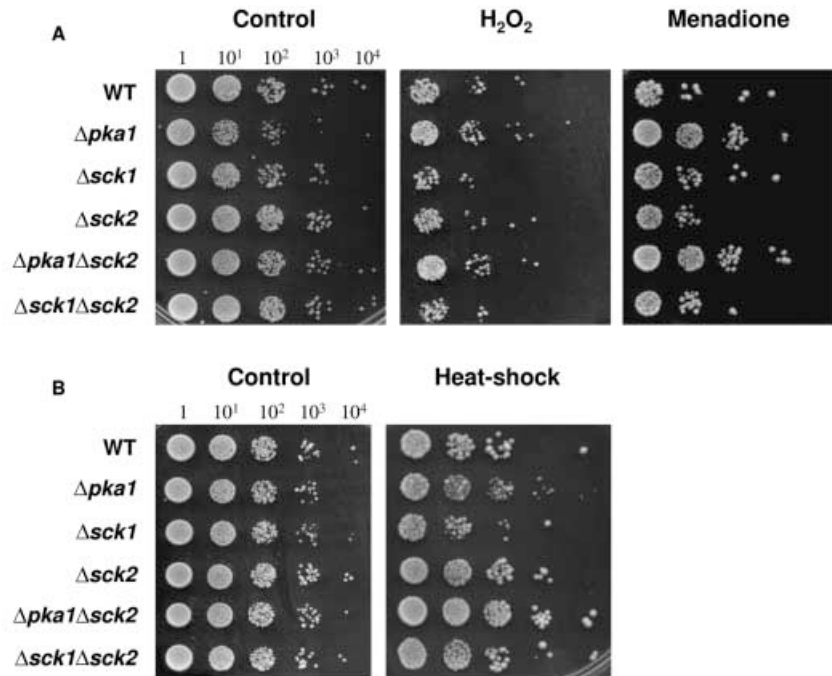 A
Control
H₂O₂
Menadione
1 10¹ 10² 10³ 10⁴
WT
Δpka1
Δsck1
Δsck2
Δpka1Δsck2
Δsck1Δsck2
B
Control
Heat-shock
1 10¹ 10² 10³ 10⁴
WT
Δpka1
Δsck1
Δsck2
Δpka1Δsck2
Δsck1Δsck2